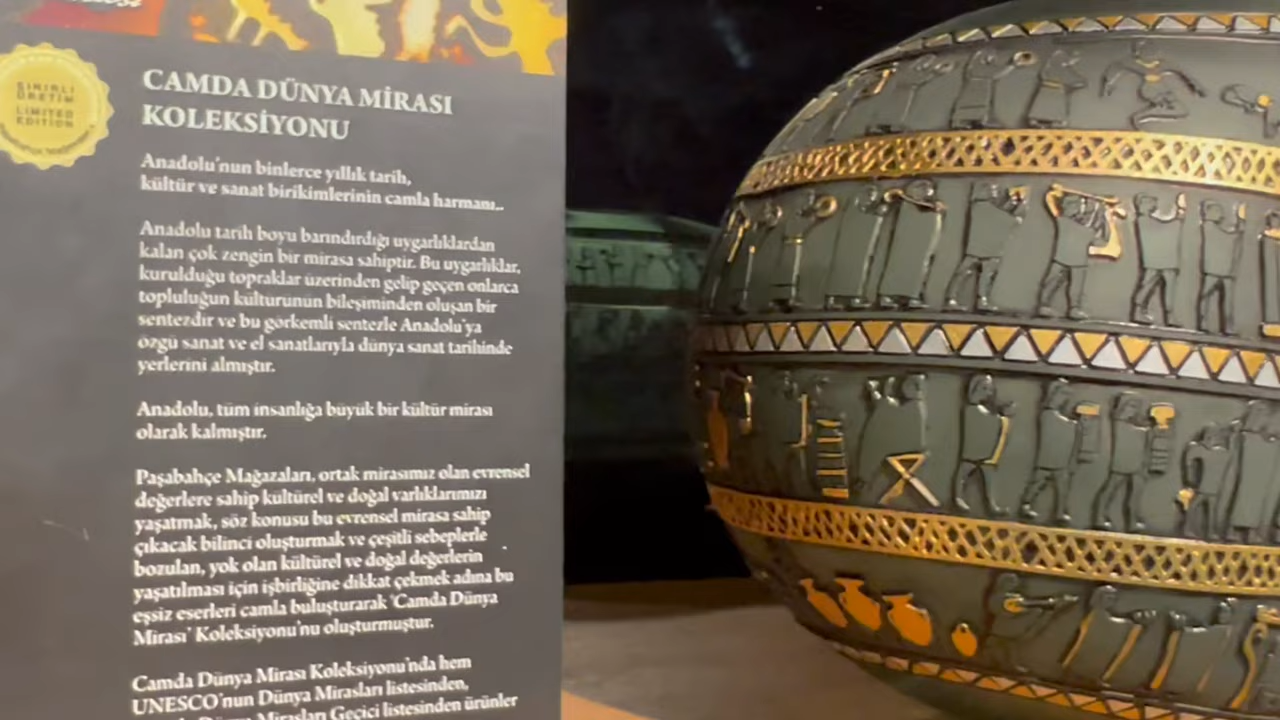 SINIRLI
ÜRETİM
LIMITED
EDITION
CAMDA DÜNYA MİRASI
KOLEKSİYONU
Anadolu'nun binlerce yıllık tarih,
kültür ve sanat birikimlerinin camla harmanı..
Anadolu tarih boyu barındırdığı uygarlıklardan
kalan çok zengin bir mirasa sahiptir. Bu uygarlıklar,
kurulduğu topraklar üzerinden gelip geçen onlarca
topluluğun kültürünün bileşiminden oluşan bir
sentezdir ve bu görkemli sentezle Anadolu'ya
özgü sanat ve el sanatlarıyla dünya sanat tarihinde
yerlerini almıştır.
Anadolu, tüm insanlığa büyük bir kültür mirası
olarak kalmıştır.
Paşabahçe Mağazaları, ortak mirasımız olan evrensel
değerlere sahip kültürel ve doğal varlıklarımızı
yaşatmak, söz konusu bu evrensel mirasa sahip
çıkacak bilinci oluşturmak ve çeşitli sebeplerle
bozulan, yok olan kültürel ve doğal değerlerin
yaşatılması için işbirliğine dikkat çekmek adına bu
eşsiz eserleri camla buluşturarak 'Camda Dünya
Mirası' Koleksiyonu'nu oluşturmuştur.
Camda Dünya Mirası Koleksiyonu'nda hem
UNESCO'nun Dünya Mirasları listesinden,
Dünya Mirasları Geçici listesinden ürünler